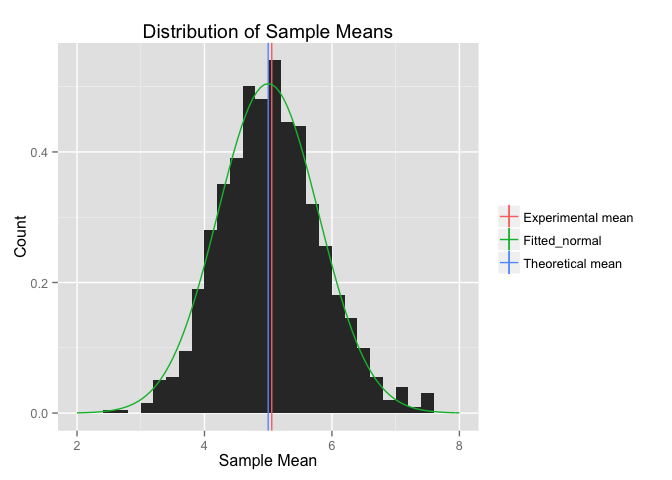 Distribution of Sample Means
Count
0.4
0.2
0.0
2 4 6 8
Sample Mean
Experimental mean
Fitted_normal
Theoretical mean